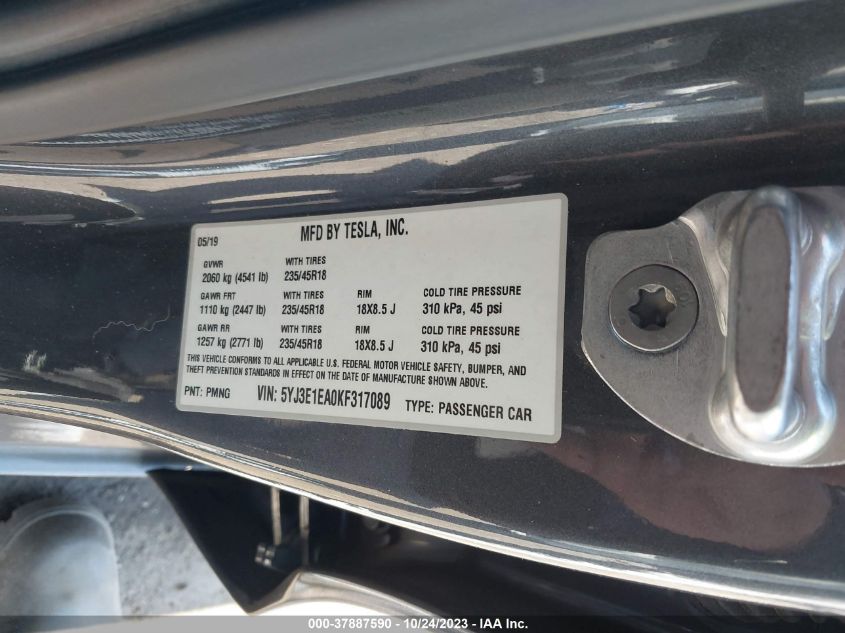 05/19 MFD BY TESLA, INC.
GVWR WITH TIRES
2060 kg (4541 lb) 235/45R18
GAWR FRT WITH TIRES RIM COLD TIRE PRESSURE
1110 kg (2447 lb) 235/45R18 18X8.5 J 310 kPa, 45 psi
GAWR RR WITH TIRES RIM COLD TIRE PRESSURE
1257 kg (2771 lb) 235/45R18 18X8.5 J 310 kPa, 45 psi
THIS VEHICLE CONFORMS TO ALL APPLICABLE U.S. FEDERAL MOTOR VEHICLE SAFETY, BUMPER, AND
THEFT PREVENTION STANDARDS IN EFFECT ON THE DATE OF MANUFACTURE SHOWN ABOVE.
PNT: PMNG VIN: 5YJ3E1EA0KF317089 TYPE: PASSENGER CAR
000-37887590 - 10/24/2023 - IAA Inc.